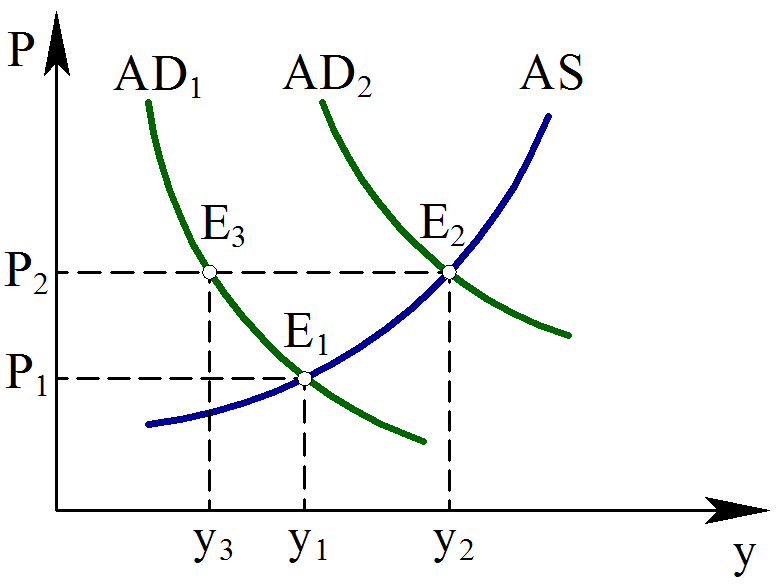 P
AD₁ AD₂ AS
E₃ E₂
P₂
E₁
P₁
y₃ y₁ y₂
y